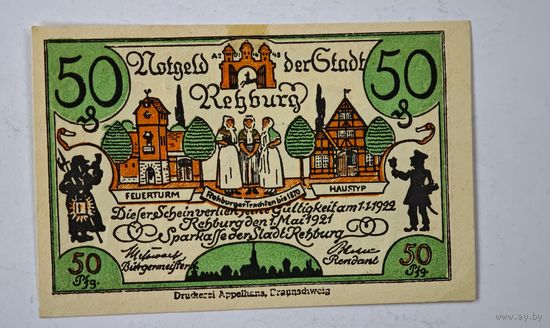 50 Notgeld der Stadt 50
Rehburg
FEUERTURM
Rehburger Trachten bis 1870
HAUSTYP
Dieser Schein verliert seine Gültigkeit am 1.1.1922
Rehburg den 1. Mai 1921
Sparkasse der Stadt Rehburg
Bürgermeister
Rendant
50 Pfg.
50 Pfg.
Druckerei Appelhans, Braunschweig
www.ay.by